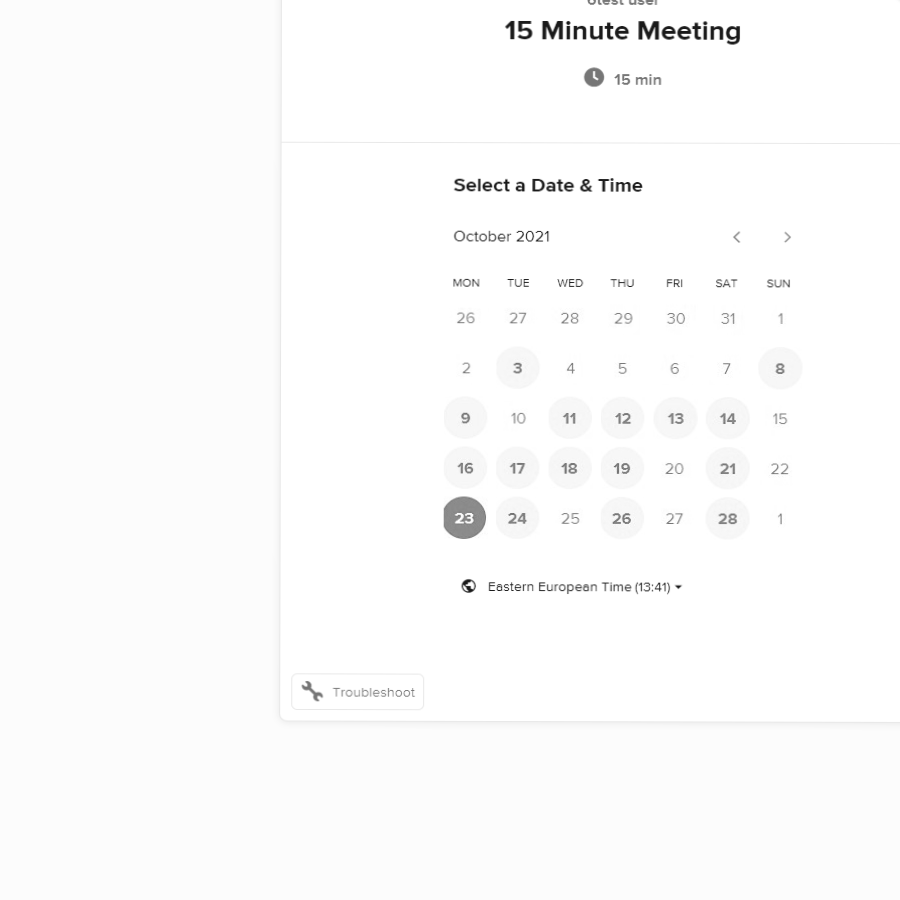 utest user
15 Minute Meeting
15 min
Select a Date & Time
October 2021
MON TUE WED THU FRI SAT SUN
26 27 28 29 30 31 1
2 3 4 5 6 7 8
9 10 11 12 13 14 15
16 17 18 19 20 21 22
23 24 25 26 27 28 1
Eastern European Time (13:41)
Troubleshoot